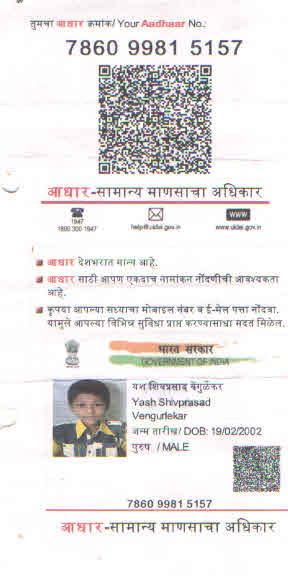 तुमचा आधार क्रमांक/ Your Aadhaar No.:
7860 9981 5157
आधार-सामान्य माणसाचा अधिकार
1947
1800 300 1947
help@uidai.gov.in
www
www.uidai.gov.in
आधार देशभरात मान्य आहे.
आधार साठी आपण एकदाच नामांकन नोंदणीची आवश्यकता
आहे.
कृपया आपल्या सध्याचा मोबाइल नंबर व ई-मेल पत्ता नोंदवा.
यामुळे आपल्याला विभिन्न सुविधा प्राप्त करण्यासाठी मदत मिळेल.
भारत सरकार
GOVERNMENT OF INDIA
यश शिवप्रसाद वेंगुर्लेकर
Yash Shivprasad
Vengurlekar
जन्म तारीख/ DOB: 19/02/2002
पुरुष / MALE
7860 9981 5157
आधार-सामान्य माणसाचा अधिकार